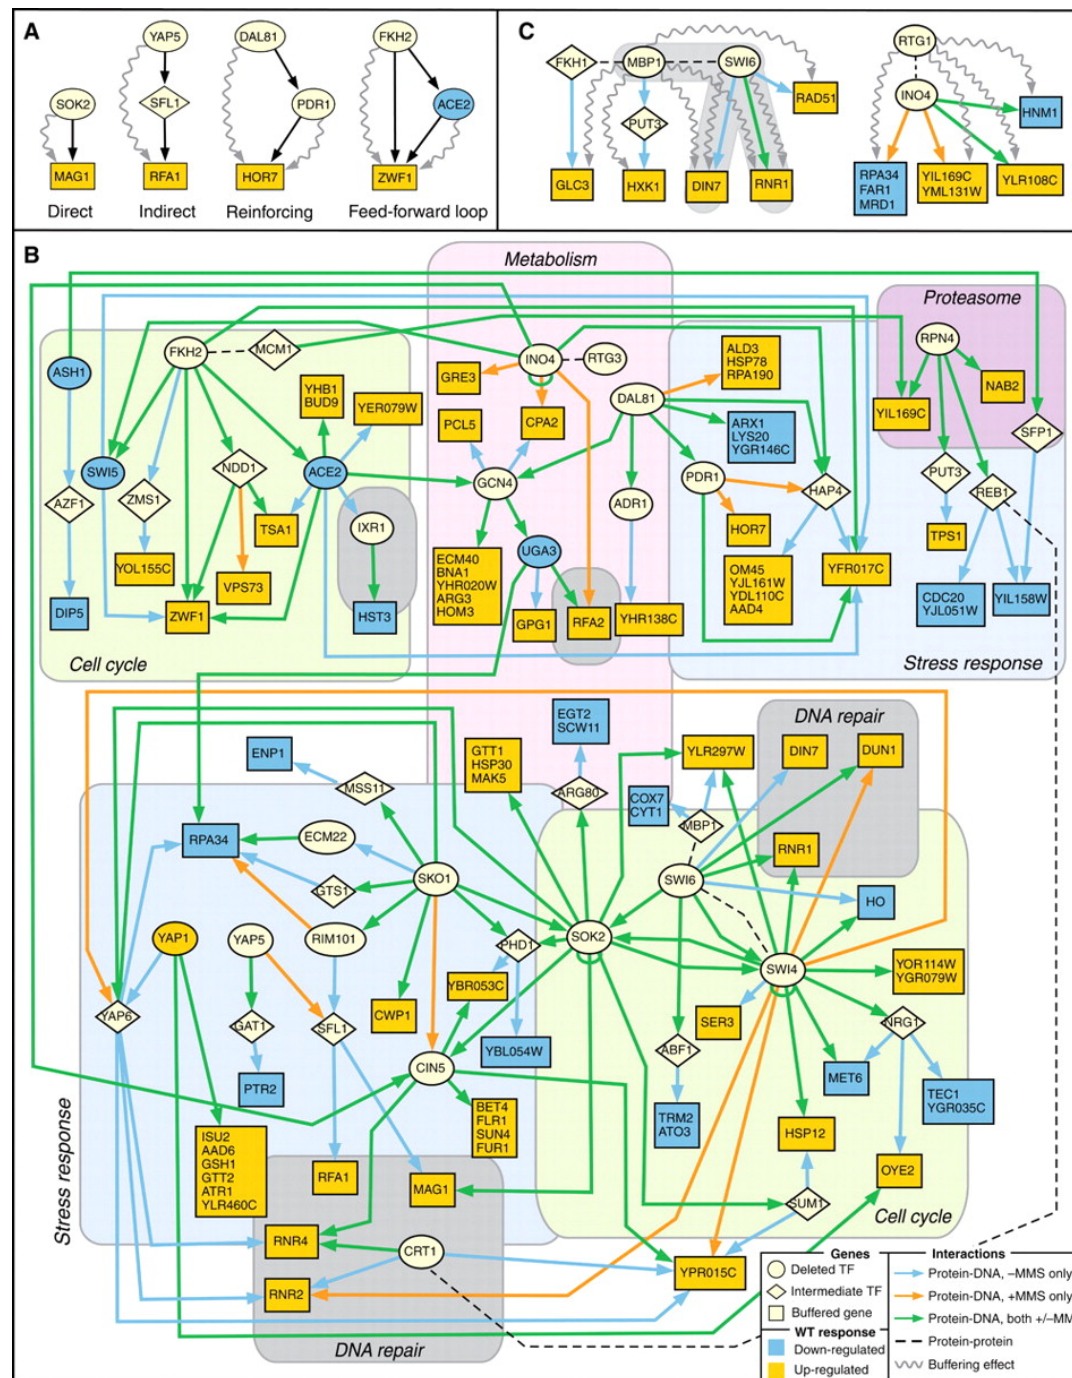 A
YAP5
DAL81
FKH2
SOK2
SFL1
PDR1
ACE2
MAG1
RFA1
HOR7
ZWF1
Direct
Indirect
Reinforcing
Feed-forward loop
C
FKH1
MBP1
SWI6
PUT3
RAD51
GLC3
HXK1
DIN7
RNR1
RTG1
INO4
HNM1
RPA34
FAR1
MRD1
YIL169C
YML131W
YLR108C
B
Metabolism
Proteasome
ASH1
FKH2
MCM1
INO4
RTG3
ALD3
HSP78
RPA190
RPN4
NAB2
YHB1
BUD9
YER079W
GRE3
DAL81
YIL169C
SFP1
PCL5
CPA2
ARX1
LYS20
YGR146C
SWI5
NDD1
ACE2
GCN4
PDR1
HAP4
PUT3
REB1
AZF1
ZMS1
TSA1
IXR1
ADR1
HOR7
TPS1
YOL155C
VPS73
UGA3
ECM40
BNA1
YHR020W
ARG3
HOM3
OM45
YJL161W
YDL110C
AAD4
YFR017C
CDC20
YJL051W
YIL158W
DIP5
ZWF1
HST3
GPG1
RFA2
YHR138C
Cell cycle
Stress response
DNA repair
ENP1
MSS11
GTT1
HSP30
MAK5
EGT2
SCW11
ARG80
YLR297W
DIN7
DUN1
COX7
CYT1
MBP1
RPA34
ECM22
GTS1
SKO1
SWI6
RNR1
HO
YAP1
YAP5
RIM101
PHD1
SOK2
SWI4
YOR114W
YGR079W
YBR053C
YAP6
GAT1
SFL1
CWP1
SER3
NRG1
YBL054W
ABF1
PTR2
CIN5
MET6
TEC1
YGR035C
TRM2
ATO3
BET4
FLR1
SUN4
FUR1
HSP12
ISU2
AAD6
GSH1
GTT2
ATR1
YLR460C
RFA1
MAG1
OYE2
SUM1
Stress response
Cell cycle
RNR4
CRT1
YPR015C
RNR2
DNA repair
Genes
Deleted TF
Intermediate TF
Buffered gene
WT response
Down-regulated
Up-regulated
Interactions
Protein-DNA, –MMS only
Protein-DNA, +MMS only
Protein-DNA, both +/–MM
Protein-protein
Buffering effect